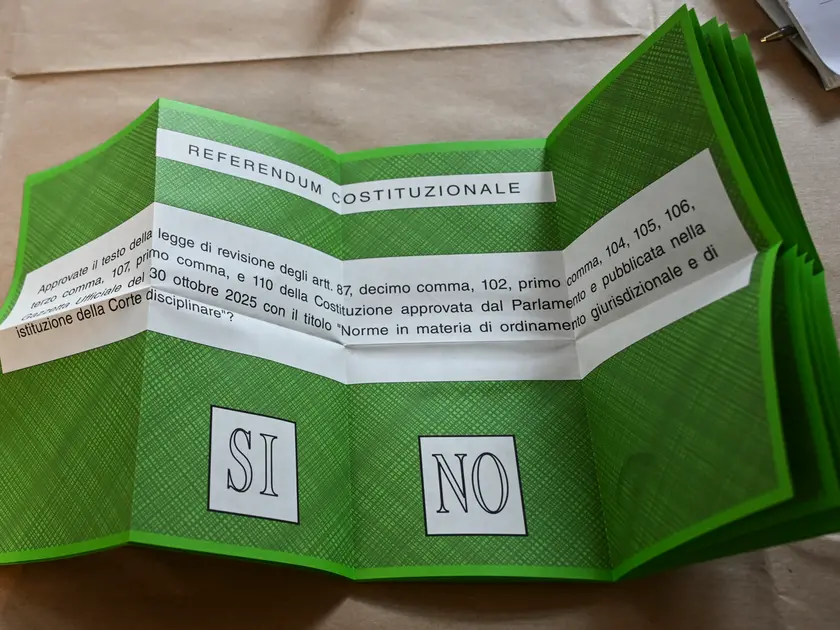 REFERENDUM COSTITUZIONALE
Approvate il testo della legge di revisione degli artt. 87, decimo comma, 102, primo comma, 104, 105, 106,
terzo comma, 107, primo comma, e 110 della Costituzione approvata dal Parlamento e pubblicata nella
Gazzetta Ufficiale del 30 ottobre 2025 con il titolo "Norme in materia di ordinamento giurisdizionale e di
istituzione della Corte disciplinare"?
SI NO